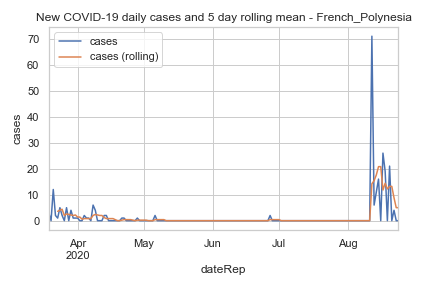 New COVID-19 daily cases and 5 day rolling mean - French_Polynesia
cases
cases (rolling)
70
60
50
40
30
20
10
0
cases
Apr May Jun Jul Aug
2020
dateRep